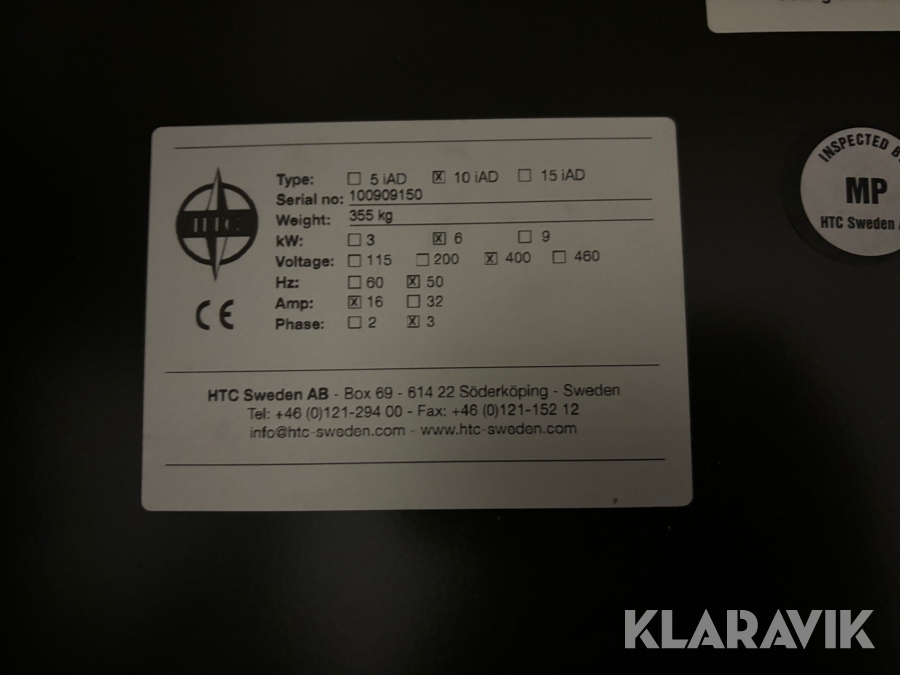 INSPECTED
MP
HTC Sweden
HTC
Type: ☐ 5 iAD ☒ 10 iAD ☐ 15 iAD
Serial no: 100909150
Weight: 355 kg
kW: ☐ 3 ☒ 6 ☐ 9
Voltage: ☐ 115 ☐ 200 ☒ 400 ☐ 460
Hz: ☐ 60 ☒ 50
Amp: ☒ 16 ☐ 32
Phase: ☐ 2 ☒ 3
CE
HTC Sweden AB - Box 69 - 614 22 Söderköping - Sweden
Tel: +46 (0)121-294 00 - Fax: +46 (0)121-152 12
info@htc-sweden.com - www.htc-sweden.com
KLARAVIK